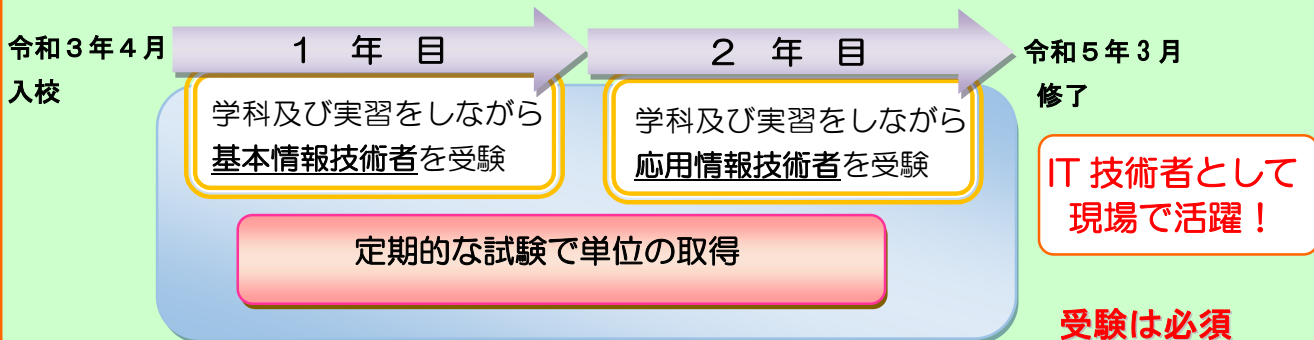 令和３年４月
入校
１ 年 目
２ 年 目
令和５年３月
修了
学科及び実習をしながら
基本情報技術者を受験
学科及び実習をしながら
応用情報技術者を受験
定期的な試験で単位の取得
IT 技術者として
現場で活躍！
受験は必須